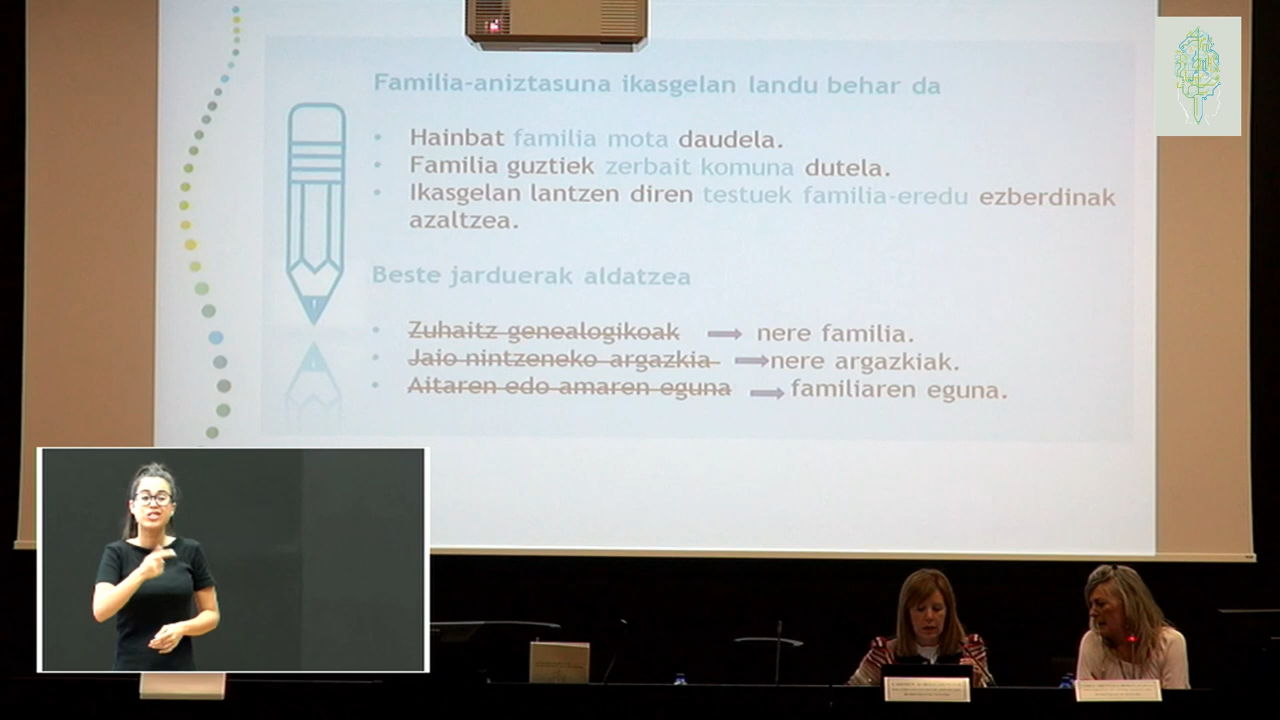 Familia-aniztasuna ikasgelan landu behar da
• Hainbat familia mota daudela.
• Familia guztiek zerbait komuna dutela.
• Ikasgelan lantzen diren testuek familia-eredu ezberdinak
azaltzea.
Beste jarduerak aldatzea
• Zuhaitz genealogikoak → nere familia.
• Jaio nintzeneko argazkia → nere argazkiak.
• Aitaren edo amaren eguna → familiaren eguna.